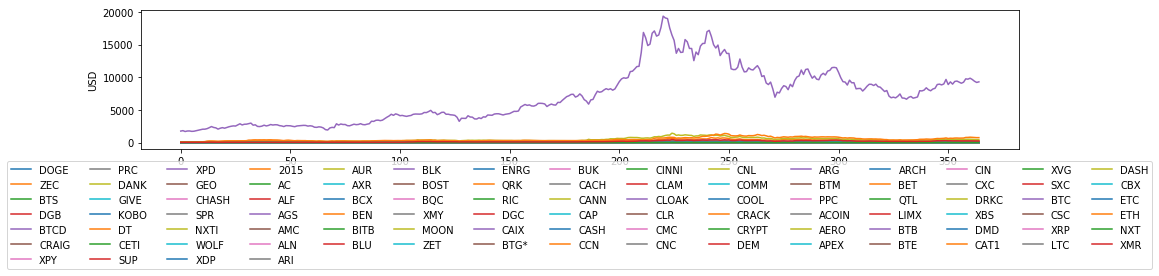 20000
15000
10000
5000
0
USD
0 50 100 150 200 250 300 350
DOGE PRC XPD 2015 AUR BLK ENRG BUK CINNI CNL ARG ARCH CIN XVG DASH
ZEC DANK GEO AC AXR BOST QRK CACH CLAM COMM BTM BET CXC SXC CBX
BTS GIVE CHASH ALF BCX BQC RIC CANN CLOAK COOL PPC QTL DRKC BTC ETC
DGB KOBO SPR AGS BEN XMY DGC CAP CLR CRACK ACOIN LIMX XBS CSC ETH
BTCD DT NXTI AMC BITB MOON CAIX CASH CMC CRYPT AERO BTB DMD XRP NXT
CRAIG CETI WOLF ALN BLU ZET BTG* CCN CNC DEM APEX BTE CAT1 LTC XMR
XPY SUP XDP ARI